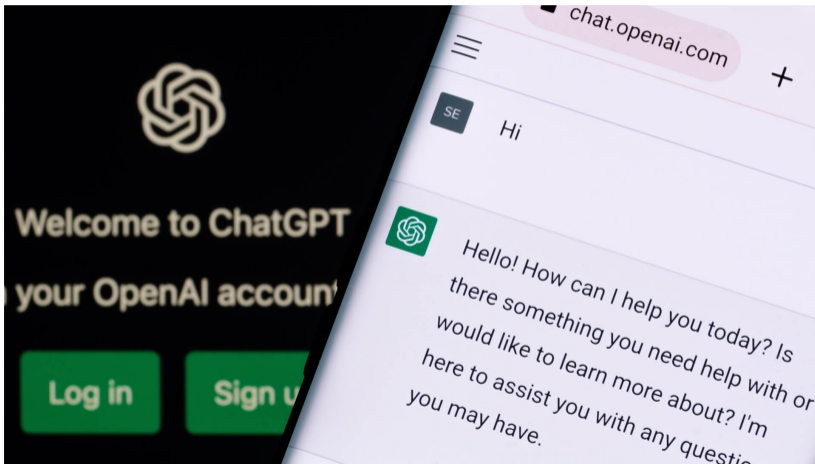 Welcome to ChatGPT
your OpenAI account
Log in
Sign u
chat.openai.com
+
SE
Hi
Hello! How can I help you today? Is
there something you need help with or
would like to learn more about? I'm
here to assist you with any questio
you may have.